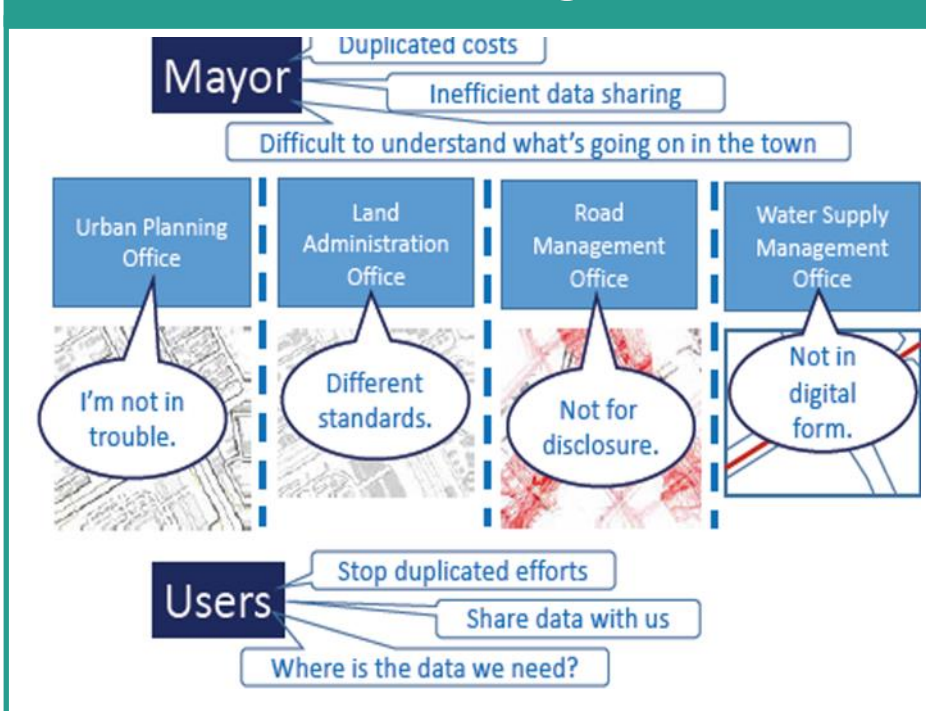 Duplicated costs
Mayor
Inefficient data sharing
Difficult to understand what's going on in the town
Urban Planning
Office
Land
Administration
Office
Road
Management
Office
Water Supply
Management
Office
I'm not in
trouble.
Different
standards.
Not for
disclosure.
Not in
digital
form.
Stop duplicated efforts
Users
Share data with us
Where is the data we need?